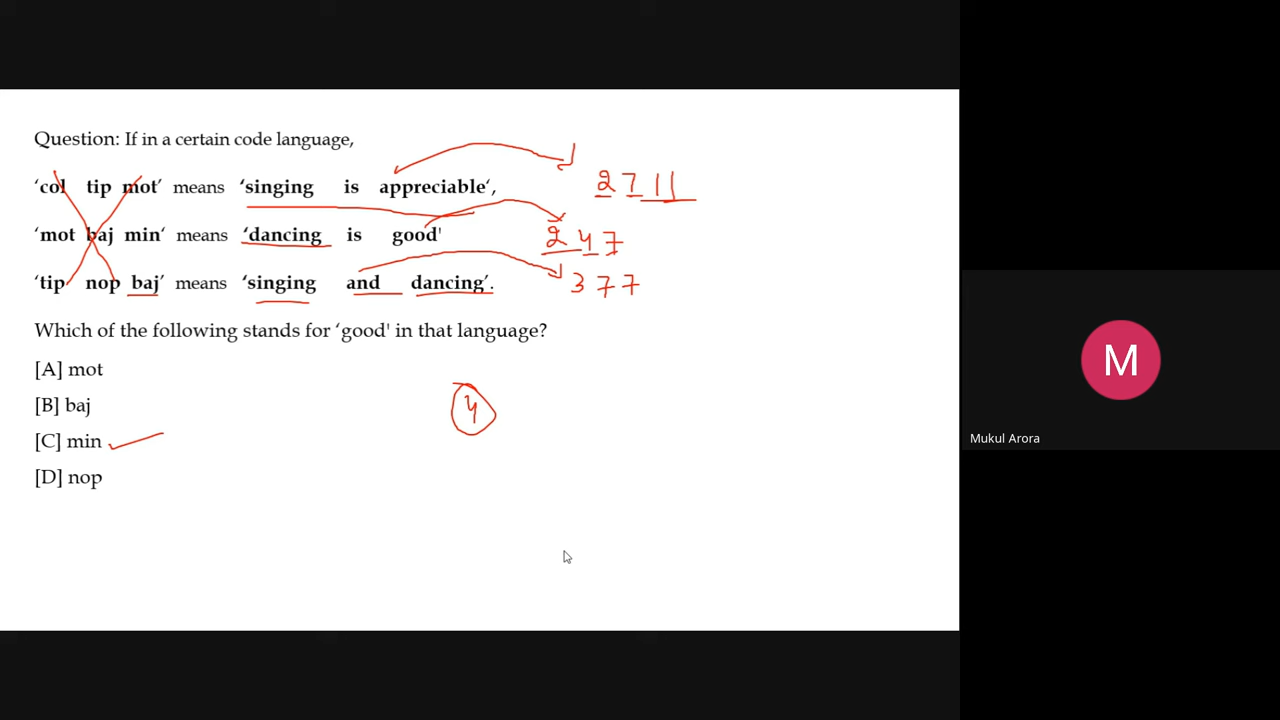 Question: If in a certain code language,
‘col tip mot’ means ‘singing is appreciable‘, 2 7 11
‘mot baj min‘ means ‘dancing is good' 2 4 7
‘tip nop baj’ means ‘singing and dancing’. 3 7 7
Which of the following stands for ‘good' in that language?
[A] mot
[B] baj
4
[C] min
[D] nop
M
Mukul Arora